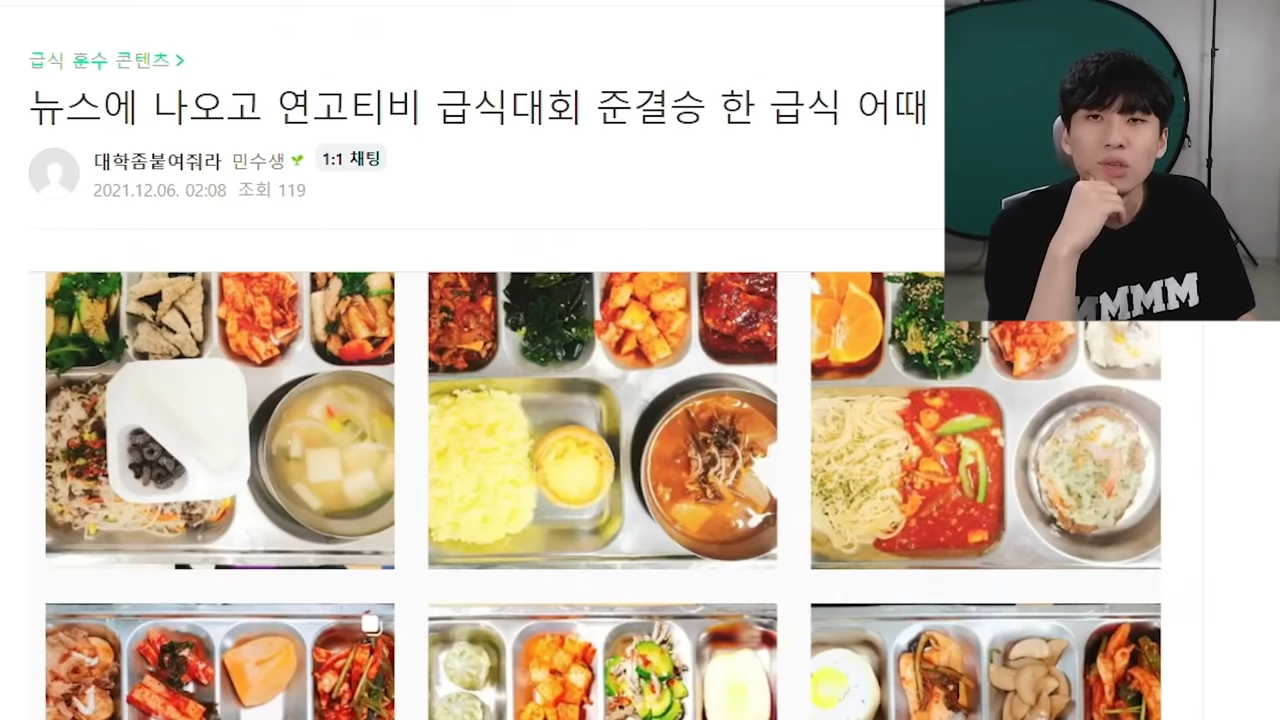 급식 훈수 콘텐츠 >
뉴스에 나오고 연고티비 급식대회 준결승 한 급식 어때
대학좀붙여줘라 민수생 1:1 채팅
2021.12.06. 02:08 조회 119
MMM